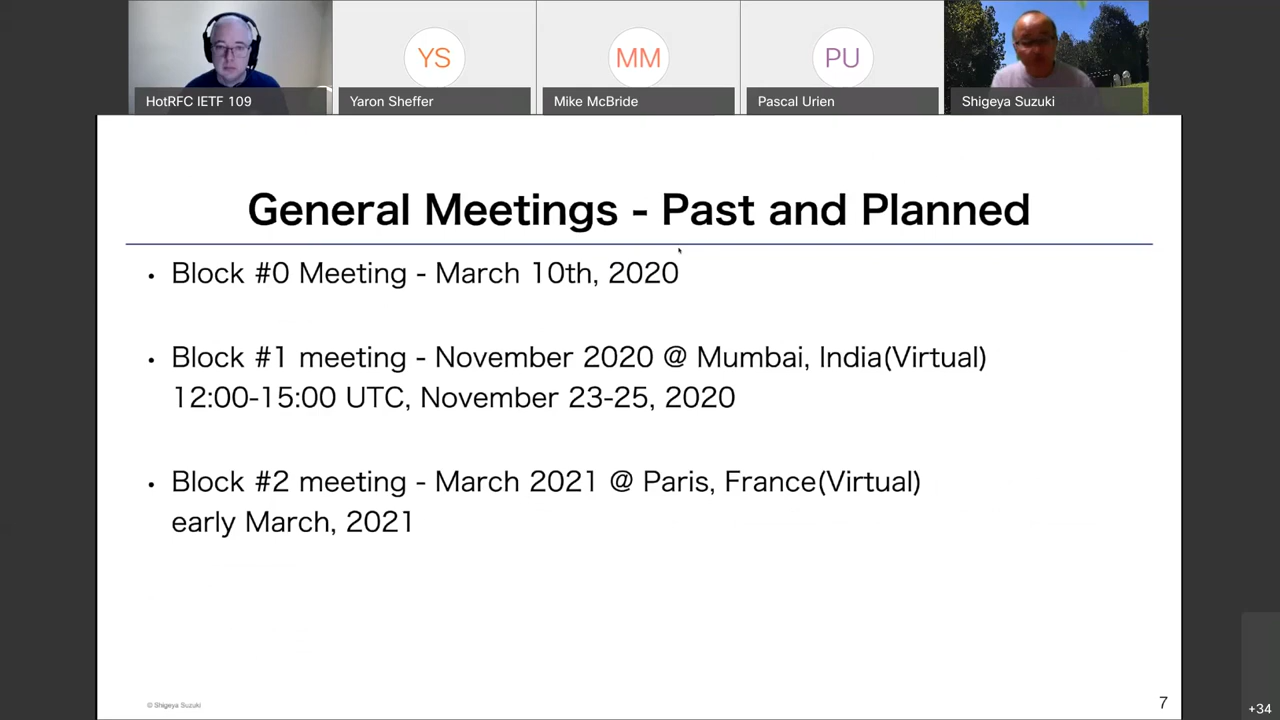 YS
MM
PU
HotRFC IETF 109
Yaron Sheffer
Mike McBride
Pascal Urien
Shigeya Suzuki
General Meetings - Past and Planned
• Block #0 Meeting - March 10th, 2020
• Block #1 meeting - November 2020 @ Mumbai, India(Virtual)
12:00-15:00 UTC, November 23-25, 2020
• Block #2 meeting - March 2021 @ Paris, France(Virtual)
early March, 2021
© Shigeya Suzuki
7
+34